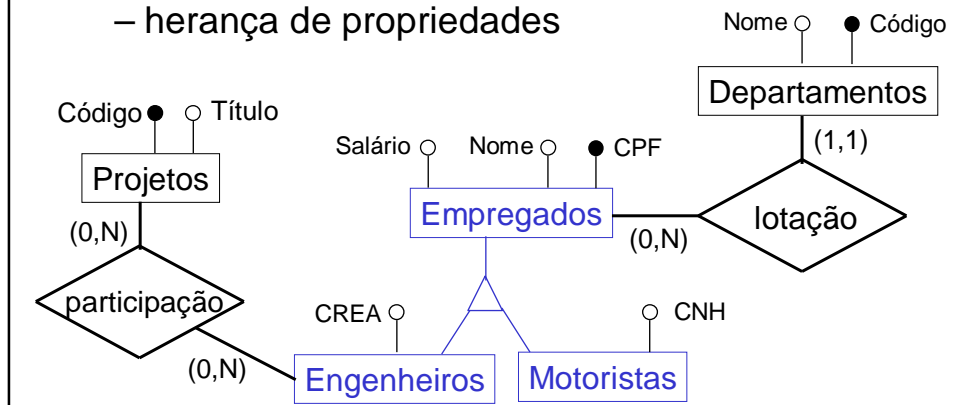 – herança de propriedades
Nome
Código
Departamentos
(1,1)
Código
Título
Projetos
(0,N)
participação
(0,N)
Salário
Nome
CPF
Empregados
(0,N)
lotação
CREA
CNH
Engenheiros
Motoristas